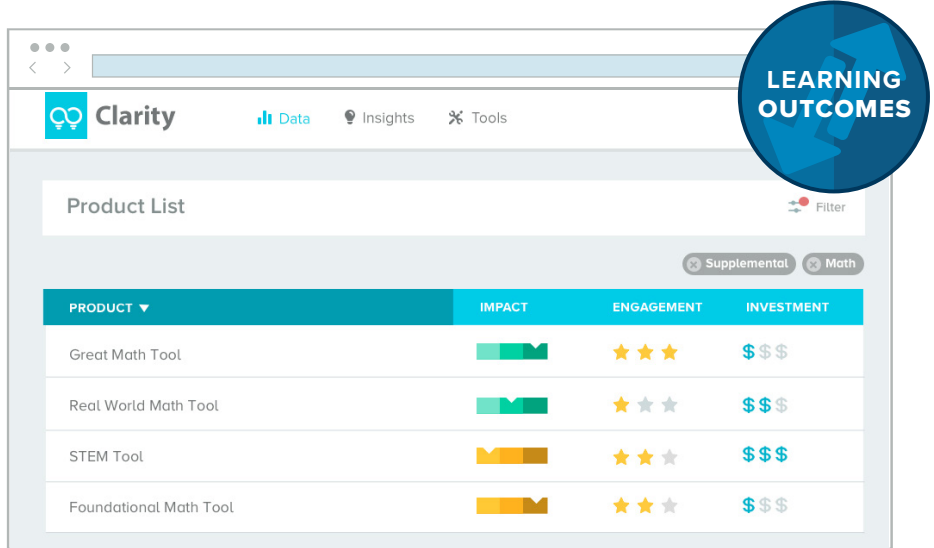 LEARNING
OUTCOMES
Clarity
Data Insights Tools
Product List
Filter
Supplemental Math
PRODUCT ▼ IMPACT ENGAGEMENT INVESTMENT
Great Math Tool $$$
Real World Math Tool $$$
STEM Tool $$$
Foundational Math Tool $$$